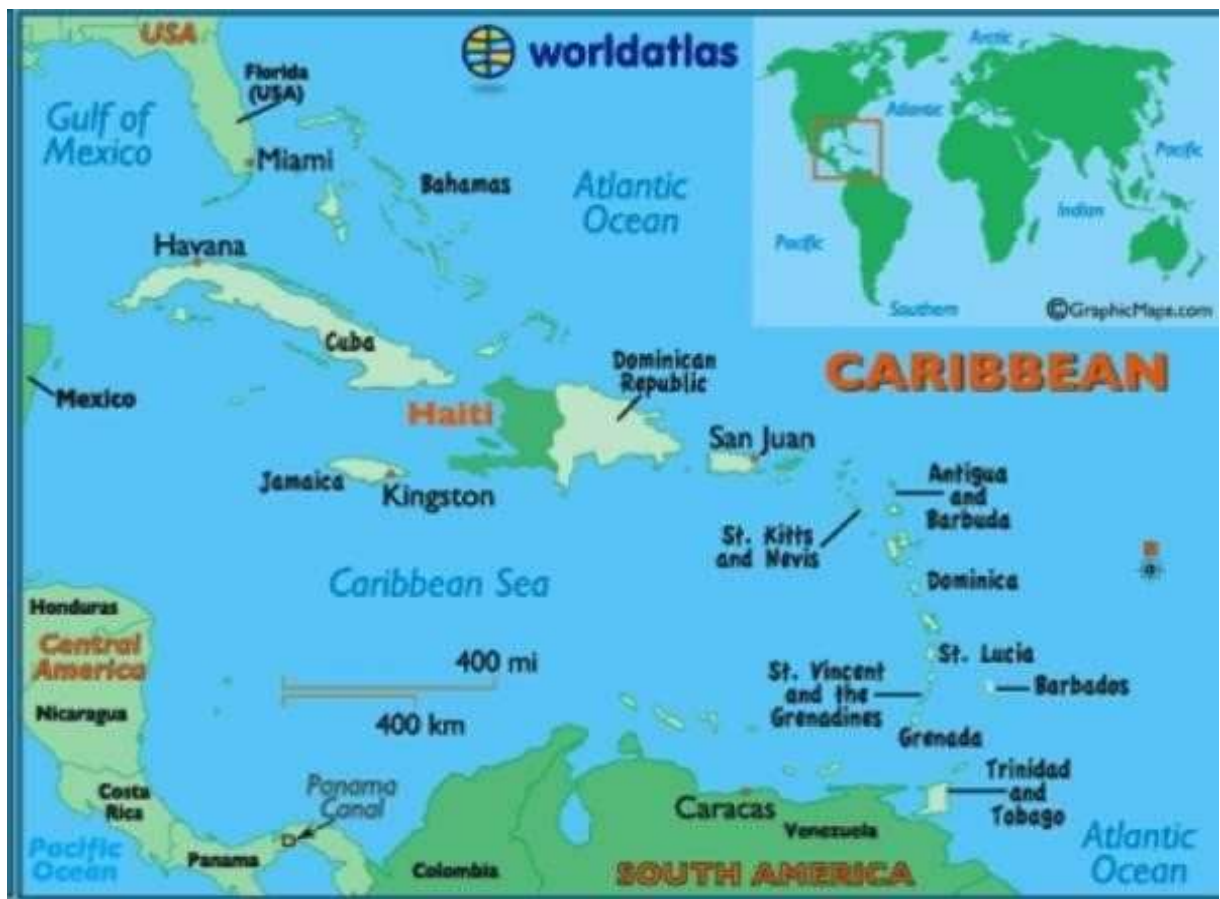 USA
worldatlas
Florida
(USA)
Gulf of
Mexico
Miami
Bahamas
Atlantic
Ocean
Arctic
Atlantic
Pacific
Indian
Pacific
Southern
©GraphicMaps.com
Havana
Cuba
Mexico
Dominican
Republic
CARIBBEAN
Haiti
San Juan
Jamaica
Kingston
Antigua
and
Barbuda
St. Kitts
and Nevis
Caribbean Sea
Dominica
Honduras
Central
America
400 mi
400 km
St. Lucia
St. Vincent
and the
Grenadines
Barbados
Nicaragua
Grenada
Costa
Rica
Panama
Canal
Caracas
Venezuela
Trinidad
and
Tobago
Pacific
Ocean
Panama
Colombia
SOUTH AMERICA
Atlantic
Ocean